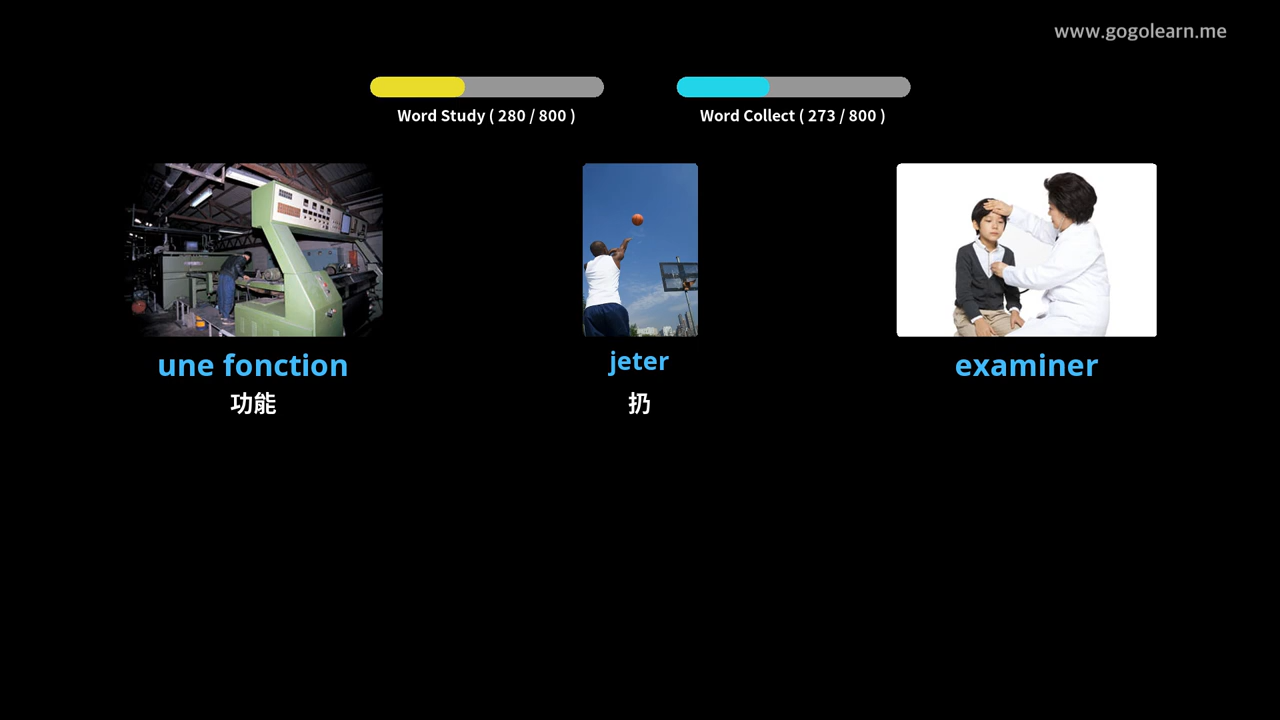 www.gogolearn.me
Word Study ( 280 / 800 )
Word Collect ( 273 / 800 )
une fonction
功能
jeter
扔
examiner